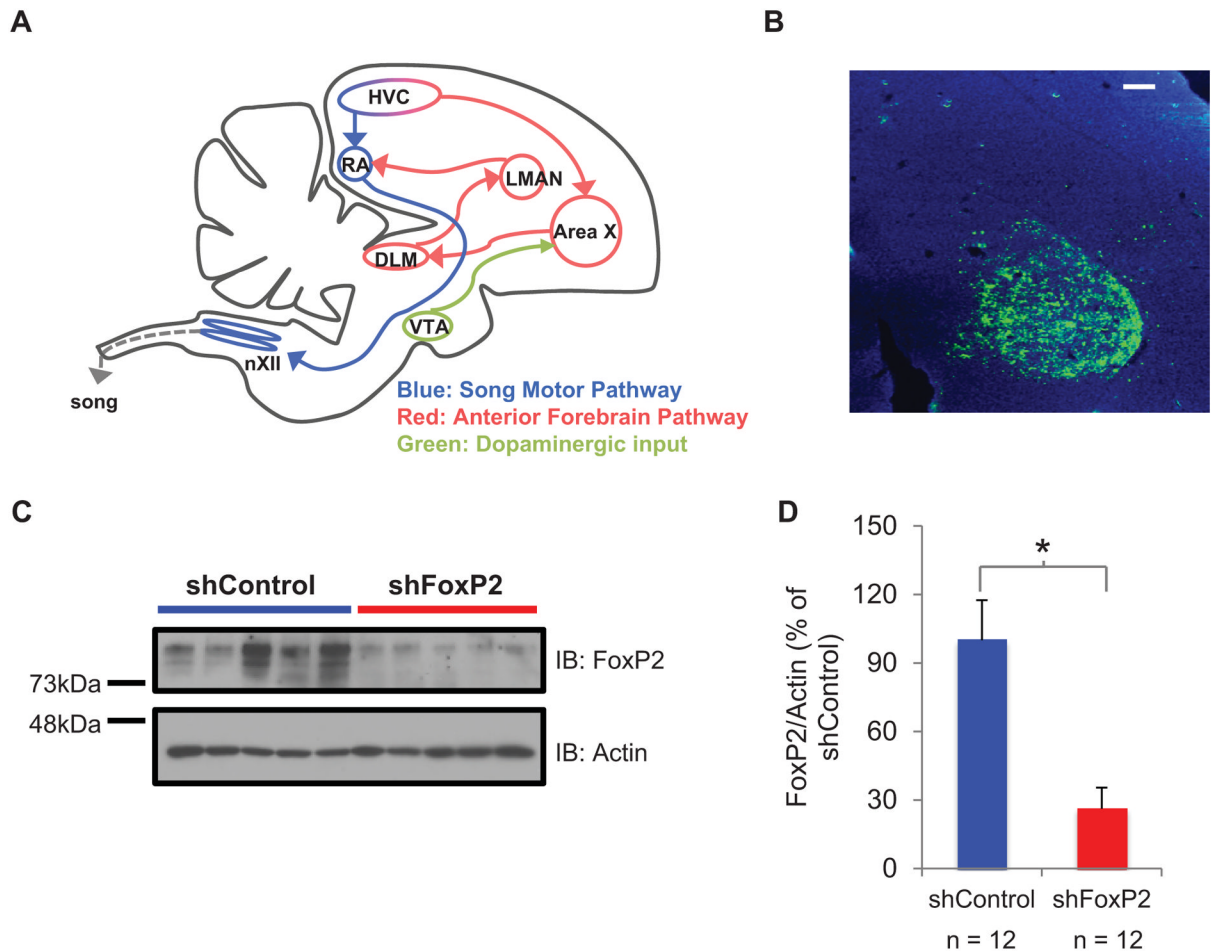 A
HVC
RA
LMAN
Area X
DLM
VTA
nXII
song
Blue: Song Motor Pathway
Red: Anterior Forebrain Pathway
Green: Dopaminergic input
B
C
shControl shFoxP2
IB: FoxP2
73kDa
48kDa
IB: Actin
D
FoxP2/Actin (% of
shControl)
150
120
90
60
30
0
*
shControl shFoxP2
n = 12 n = 12